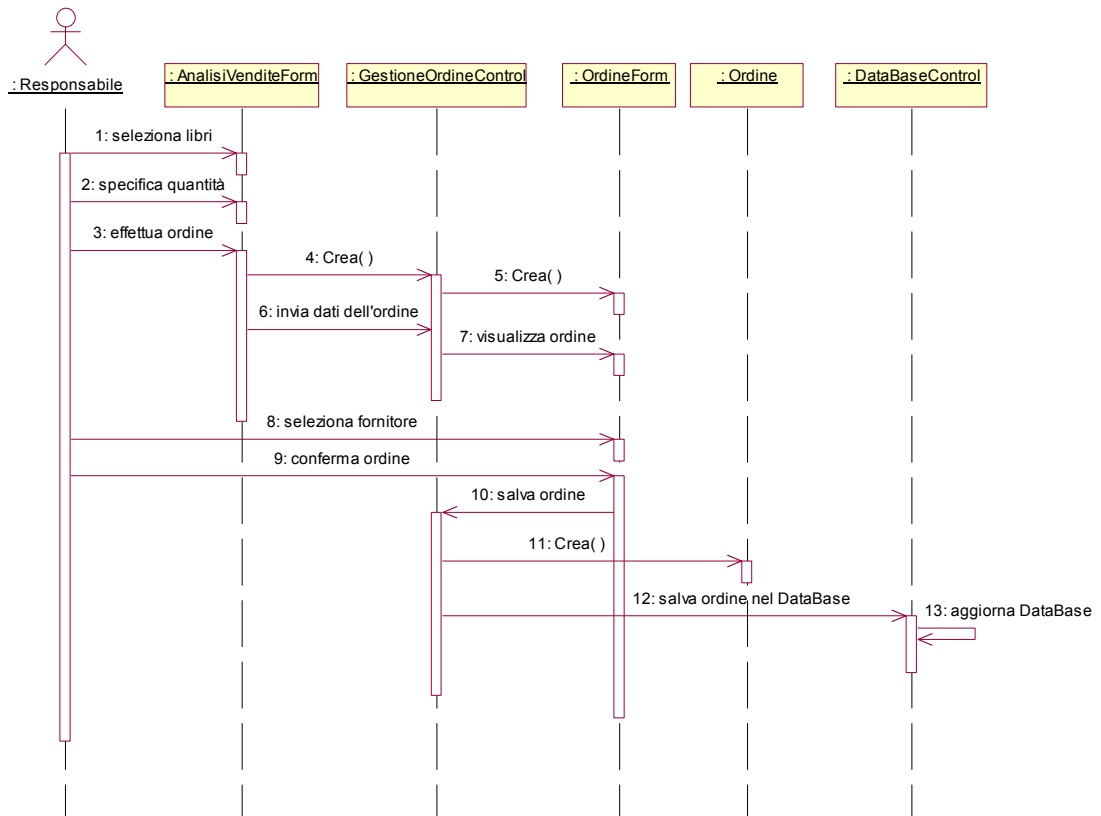 : Responsabile
: AnalisiVenditeForm
: GestioneOrdineControl
: OrdineForm
: Ordine
: DataBaseControl
1: seleziona libri
2: specifica quantità
3: effettua ordine
4: Crea( )
5: Crea( )
6: invia dati dell'ordine
7: visualizza ordine
8: seleziona fornitore
9: conferma ordine
10: salva ordine
11: Crea( )
12: salva ordine nel DataBase
13: aggiorna DataBase